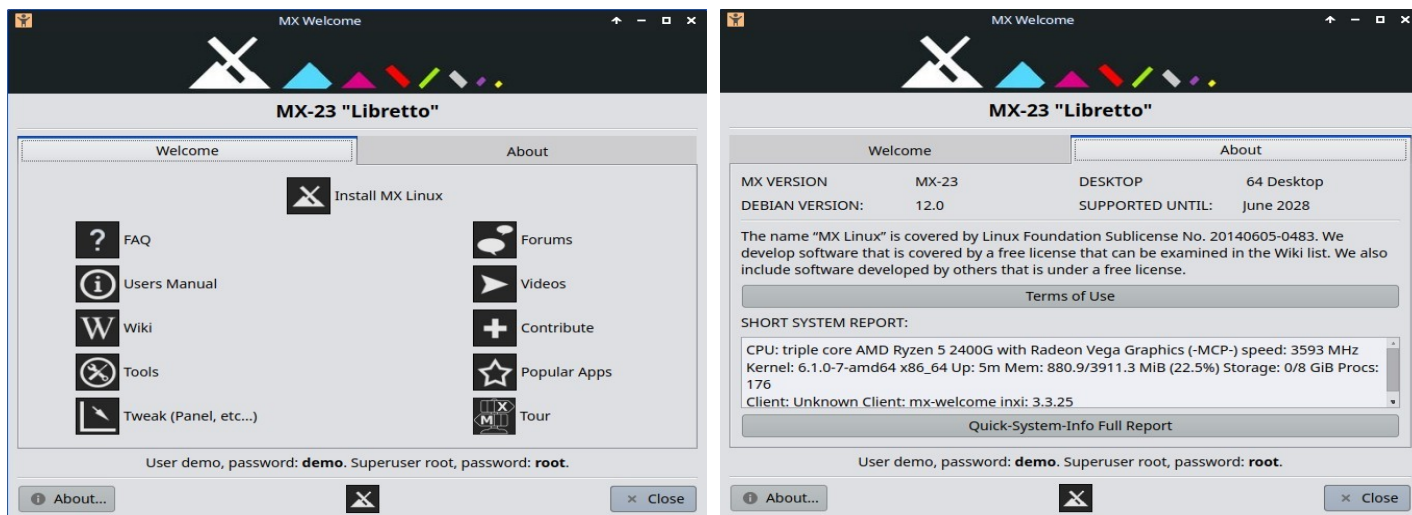 MX Welcome
MX-23 "Libretto"
Welcome
About
Install MX Linux
FAQ
Forums
Users Manual
Videos
Wiki
Contribute
Tools
Popular Apps
Tweak (Panel, etc...)
Tour
User demo, password: demo. Superuser root, password: root.
About...
Close
MX Welcome
MX-23 "Libretto"
Welcome
About
MX VERSION MX-23 DESKTOP 64 Desktop
DEBIAN VERSION: 12.0 SUPPORTED UNTIL: June 2028
The name “MX Linux” is covered by Linux Foundation Sublicense No. 20140605-0483. We
develop software that is covered by a free license that can be examined in the Wiki list. We also
include software developed by others that is under a free license.
Terms of Use
SHORT SYSTEM REPORT:
CPU: triple core AMD Ryzen 5 2400G with Radeon Vega Graphics (-MCP-) speed: 3593 MHz
Kernel: 6.1.0-7-amd64 x86_64 Up: 5m Mem: 880.9/3911.3 MiB (22.5%) Storage: 0/8 GiB Procs:
176
Client: Unknown Client: mx-welcome inxi: 3.3.25
Quick-System-Info Full Report
User demo, password: demo. Superuser root, password: root.
About...
Close